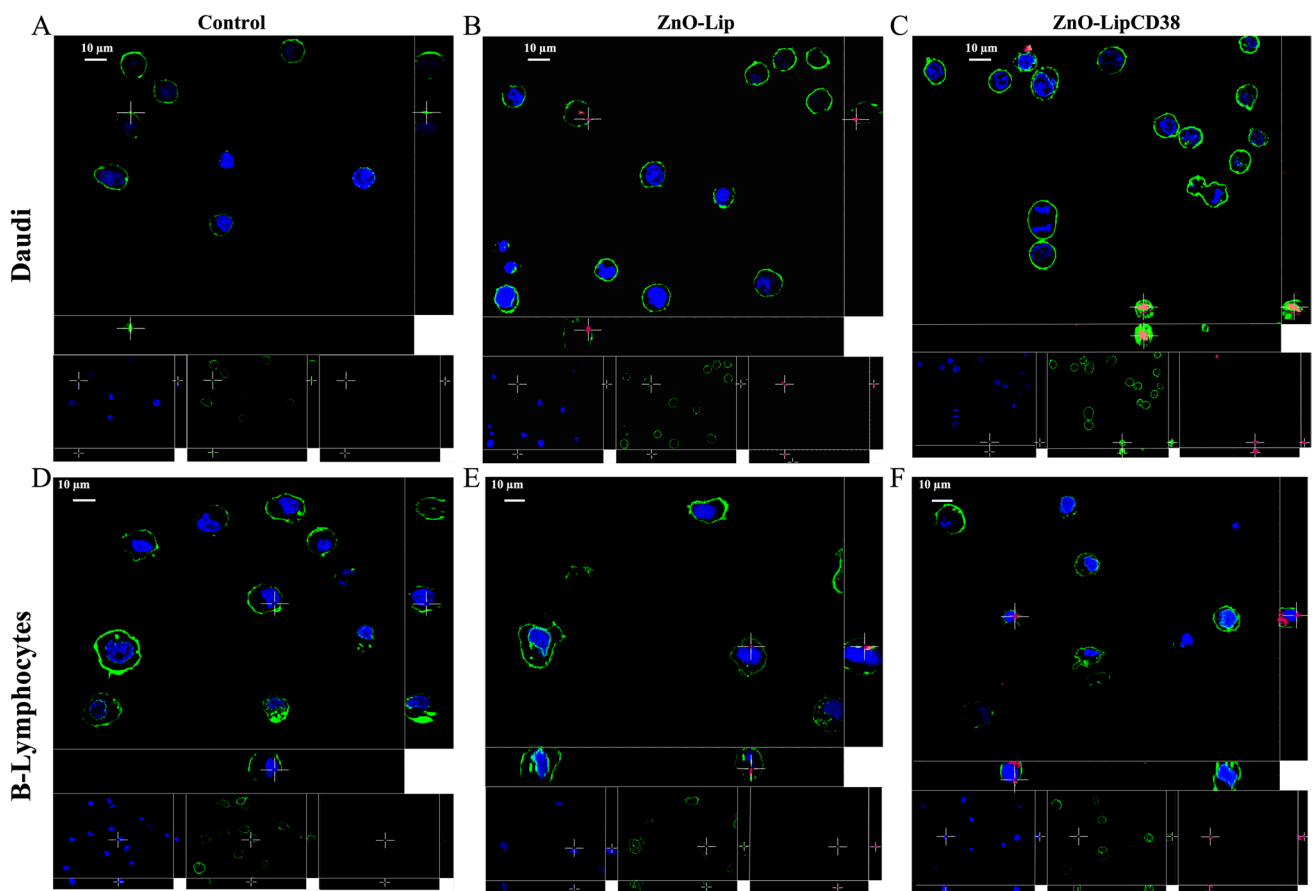 Control
ZnO-Lip
ZnO-LipCD38
A
B
C
10 µm
10 µm
10 µm
Daudi
D
E
F
10 µm
10 µm
10 µm
B-Lymphocytes